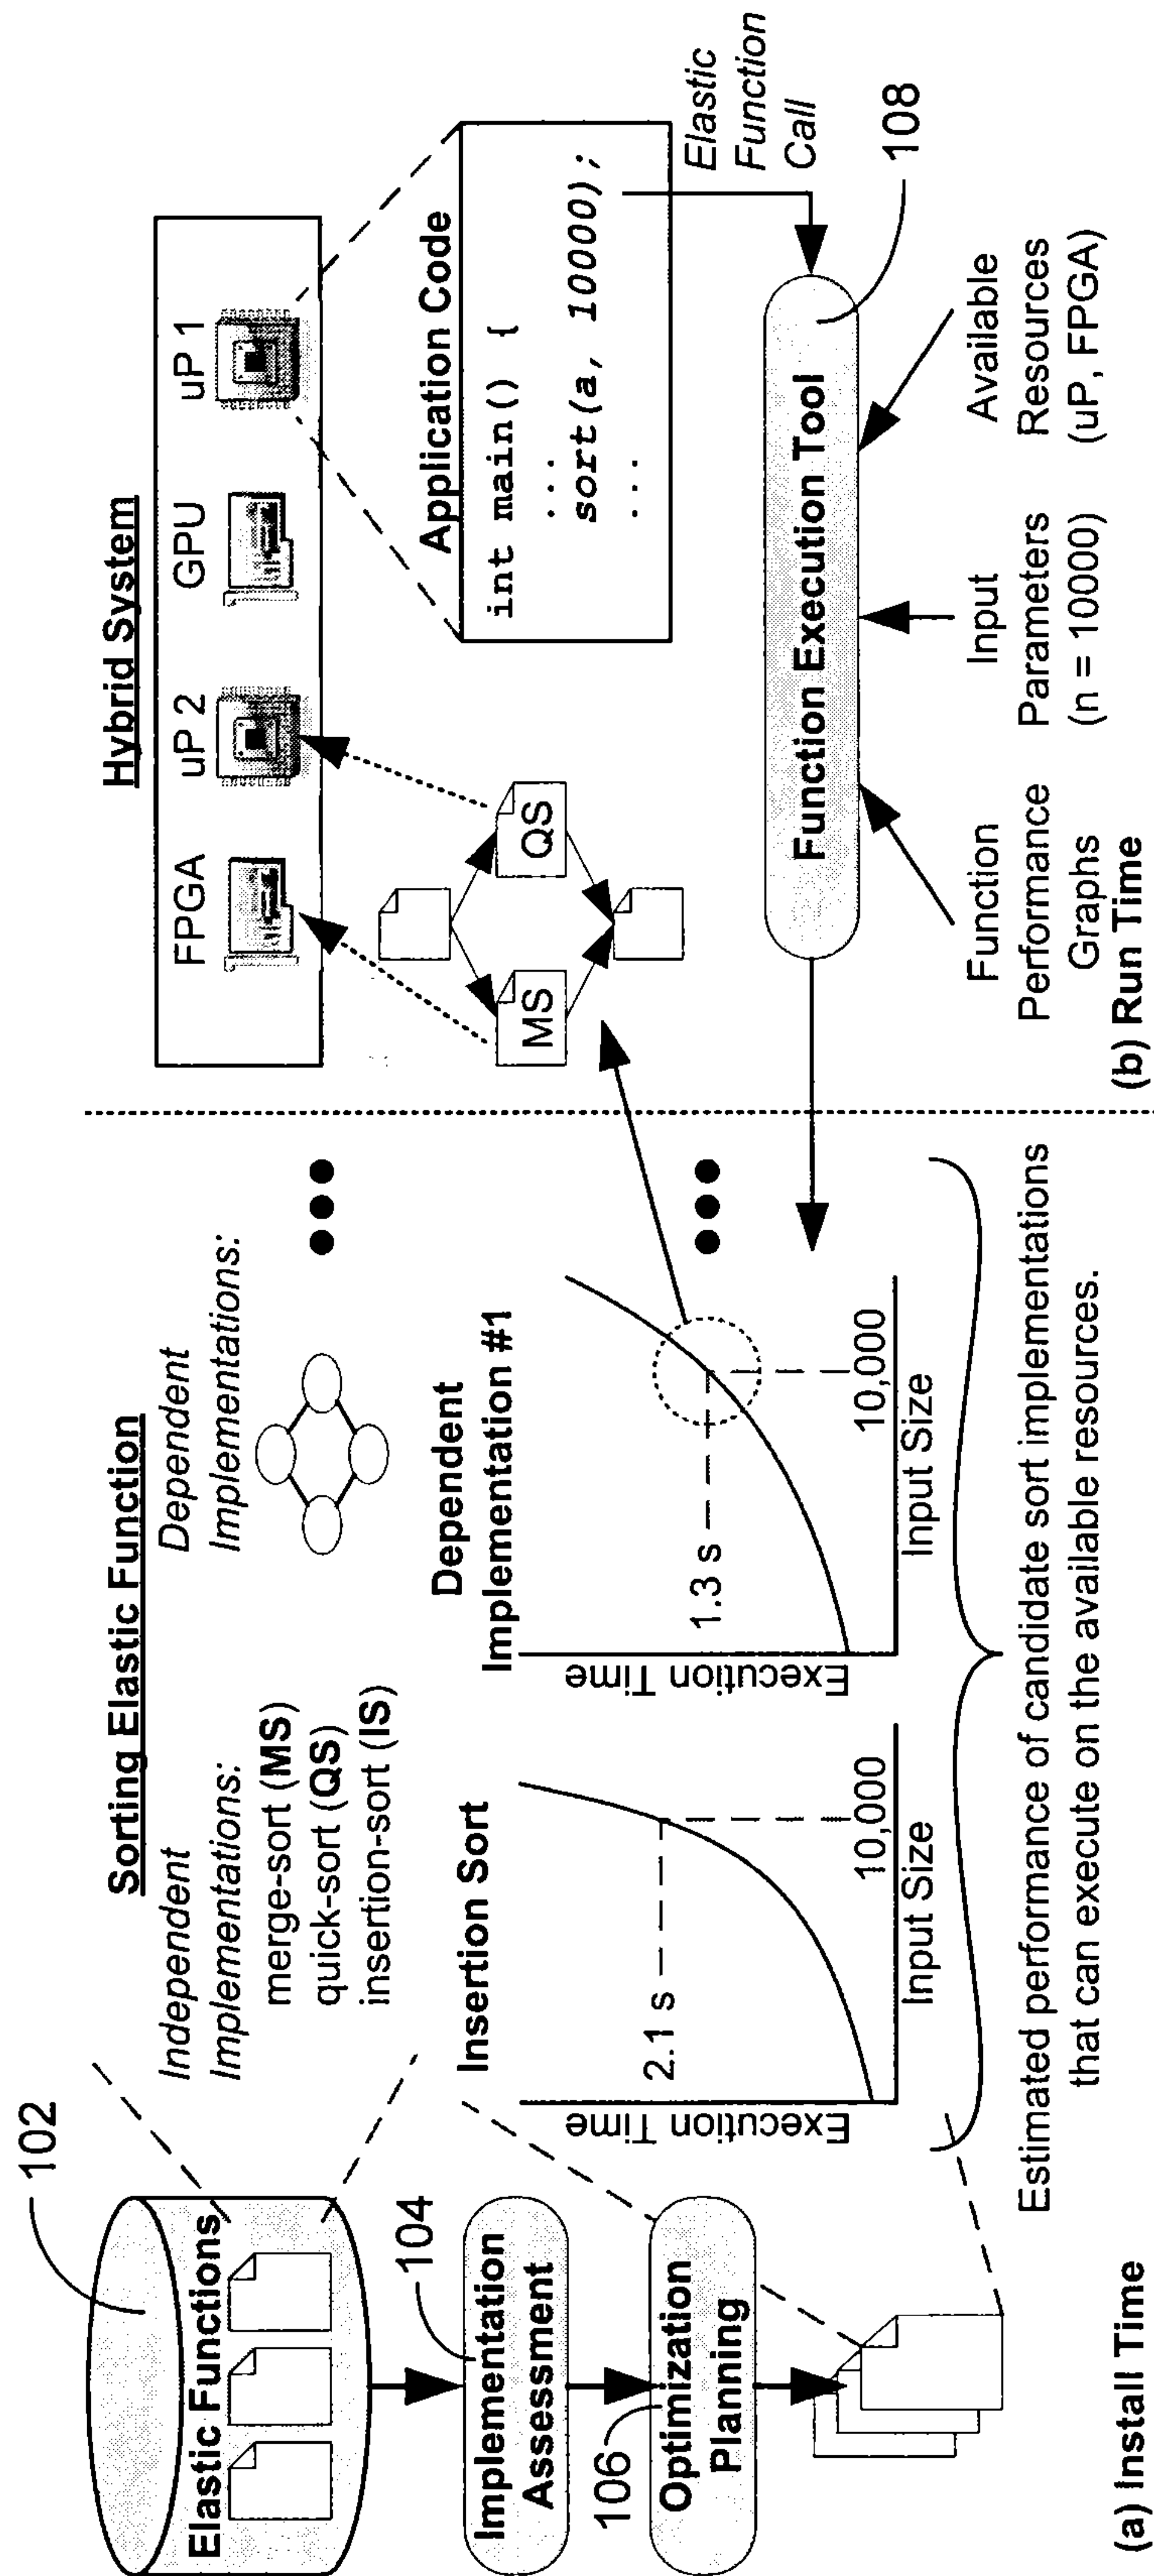 102
Elastic Functions
104
Implementation
Assessment
106
Optimization
Planning
(a) Install Time
Sorting Elastic Function
Independent
Implementations:
merge-sort (MS)
quick-sort (QS)
insertion-sort (IS)
Dependent
Implementations:
Insertion Sort
Execution Time
2.1 s
10,000
Input Size
Dependent
Implementation #1
Execution Time
1.3 s
10,000
Input Size
Estimated performance of candidate sort implementations
that can execute on the available resources.
Hybrid System
FPGA
uP 2
GPU
uP 1
MS
QS
Application Code
int main() {
...
sort(a, 10000);
...
Elastic
Function
Call
108
Function Execution Tool
Function
Performance
Graphs
Input
Parameters
(n = 10000)
Available
Resources
(uP, FPGA)
(b) Run Time